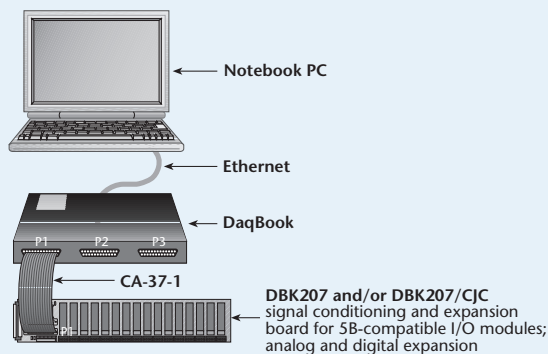 Notebook PC
Ethernet
DaqBook
P1 P2 P3
CA-37-1
P1
DBK207 and/or DBK207/CJC
signal conditioning and expansion
board for 5B-compatible I/O modules;
analog and digital expansion